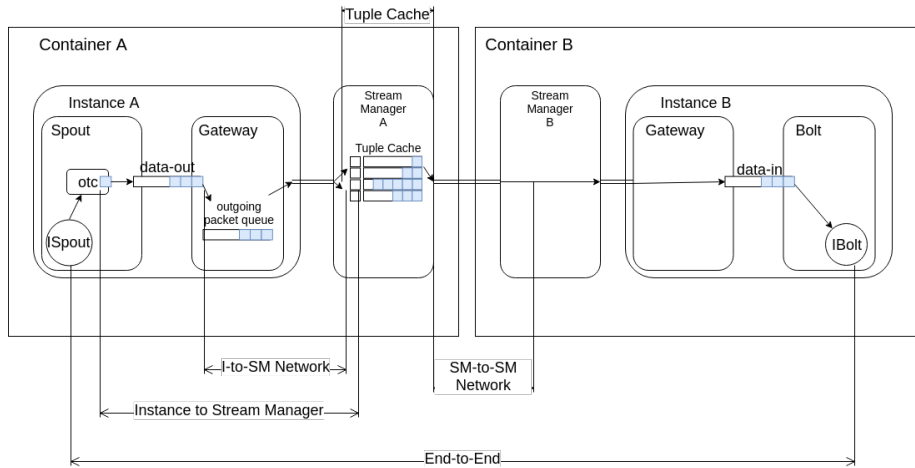 Tuple Cache
Container A
Container B
Instance A
Spout
data-out
Gateway
otc
outgoing
packet queue
ISpout
Stream
Manager
A
Tuple Cache
Stream
Manager
B
Instance B
Gateway
data-in
Bolt
IBolt
I-to-SM Network
SM-to-SM
Network
Instance to Stream Manager
End-to-End